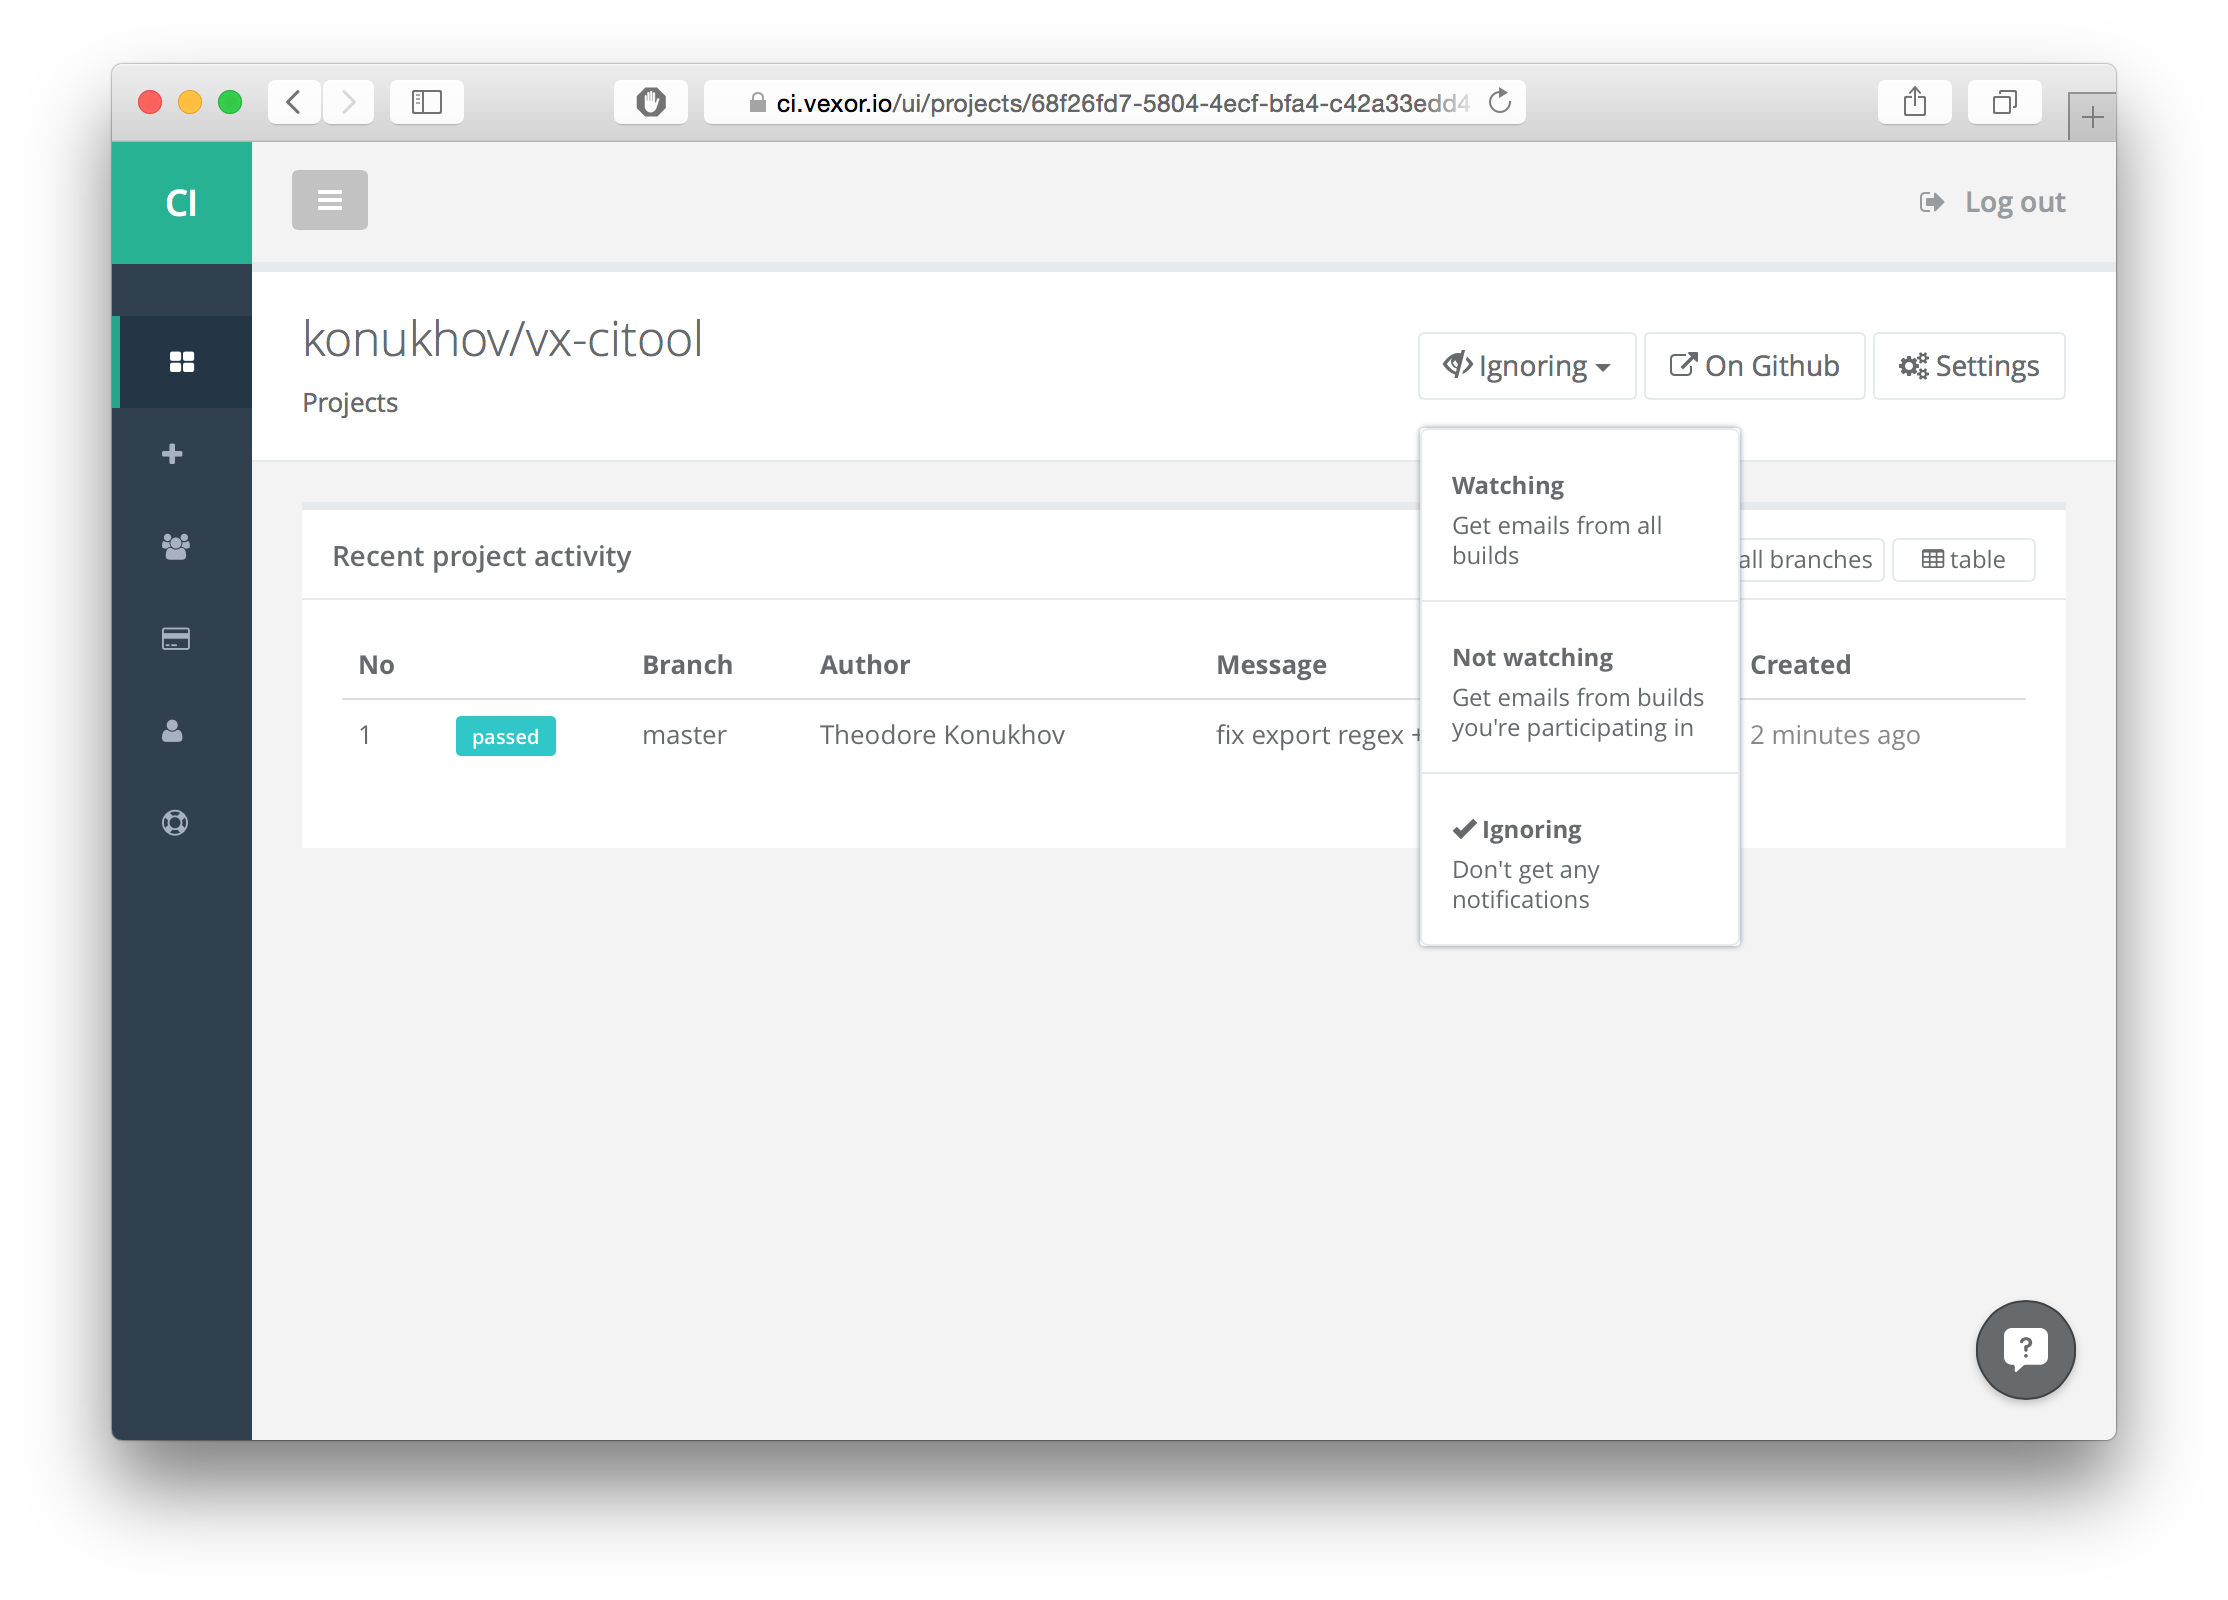 ci.vexor.io/ui/projects/68f26fd7-5804-4ecf-bfa4-c42a33edd4
CI
Log out
konukhov/vx-citool
Projects
Ignoring
On Github
Settings
Watching
Get emails from all
builds
Not watching
Get emails from builds
you're participating in
Ignoring
Don't get any
notifications
Recent project activity
all branches
table
No Branch Author Message Created
1 passed master Theodore Konukhov fix export regex + 2 minutes ago
?